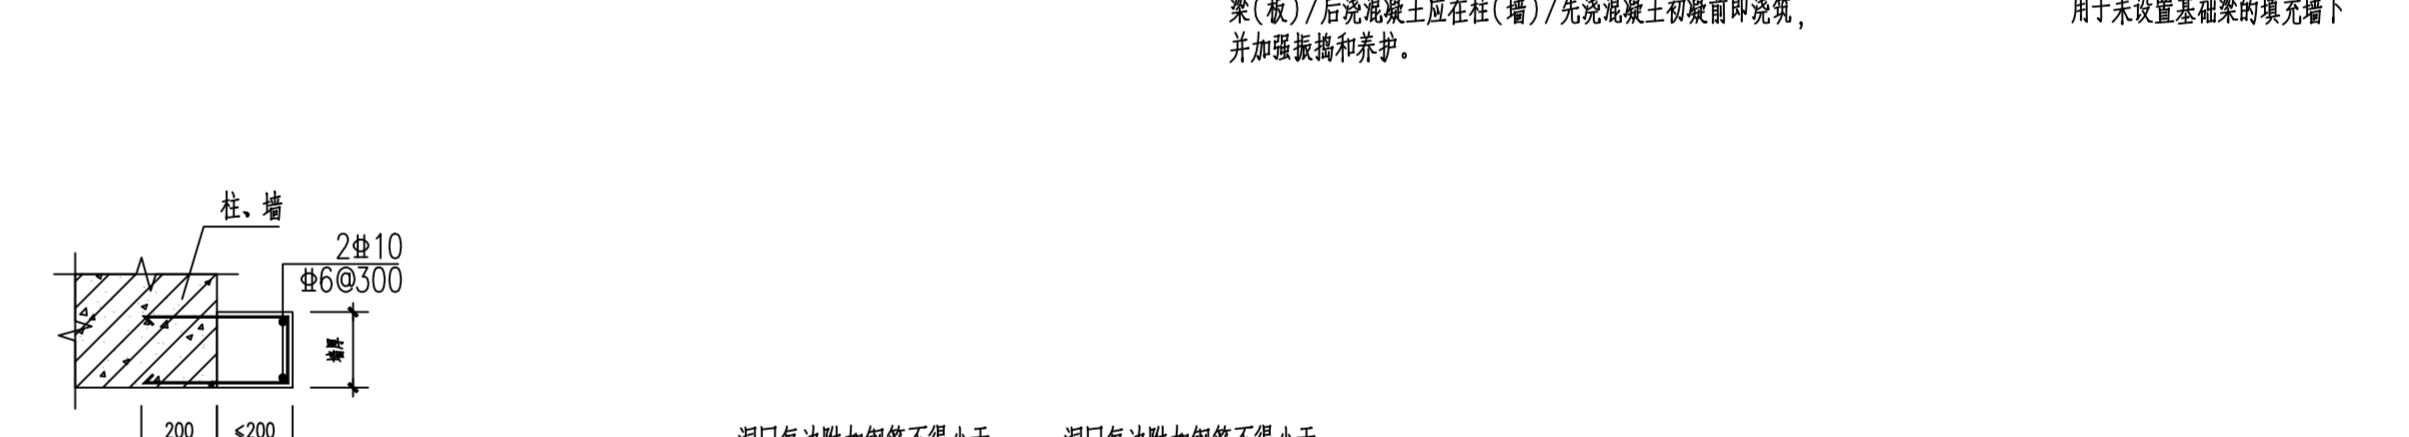 梁(板)/后浇混凝土应在柱(墙)/先浇混凝土初凝前即浇筑，
并加强振捣和养护。
用于未设置基础梁的填充墙下
柱、墙
2⌽10
⌽6@300
墙厚
200
≤200
洞口每边附加钢筋不得小于
洞口每边附加钢筋不得小于